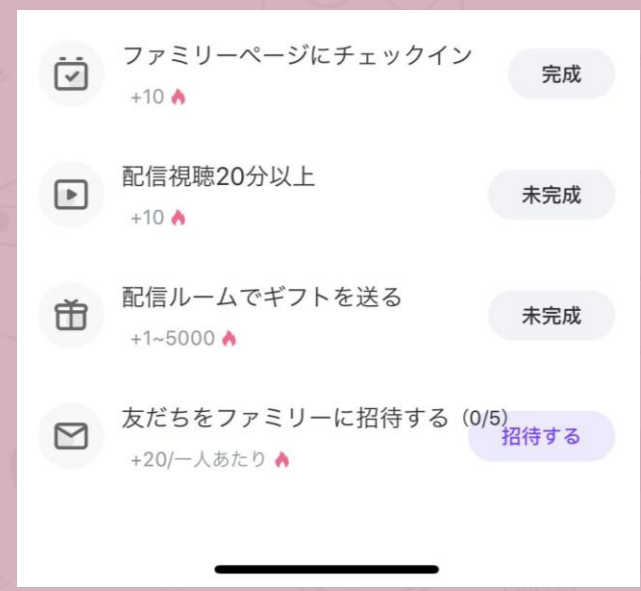 ファミリーページにチェックイン
+10
完成
配信視聴20分以上
+10
未完成
配信ルームでギフトを送る
+1~5000
未完成
友だちをファミリーに招待する（0/5）
+20/一人あたり
招待する